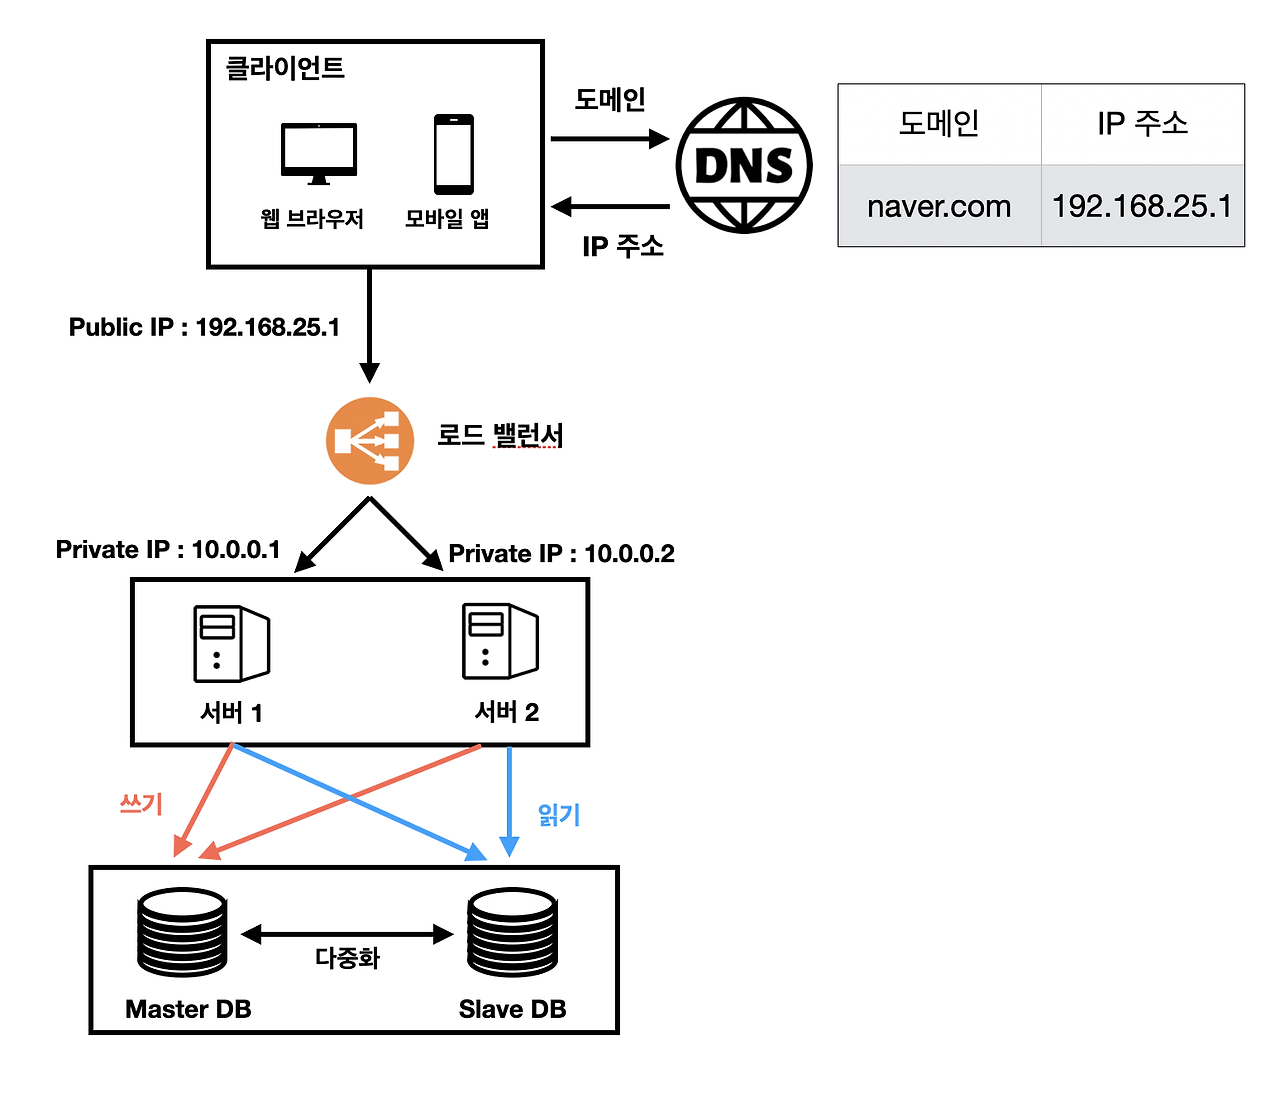 클라이언트
웹 브라우저
모바일 앱
도메인
DNS
IP 주소
도메인 IP 주소
naver.com 192.168.25.1
Public IP : 192.168.25.1
로드 밸런서
Private IP : 10.0.0.1
Private IP : 10.0.0.2
서버 1
서버 2
쓰기
읽기
다중화
Master DB
Slave DB